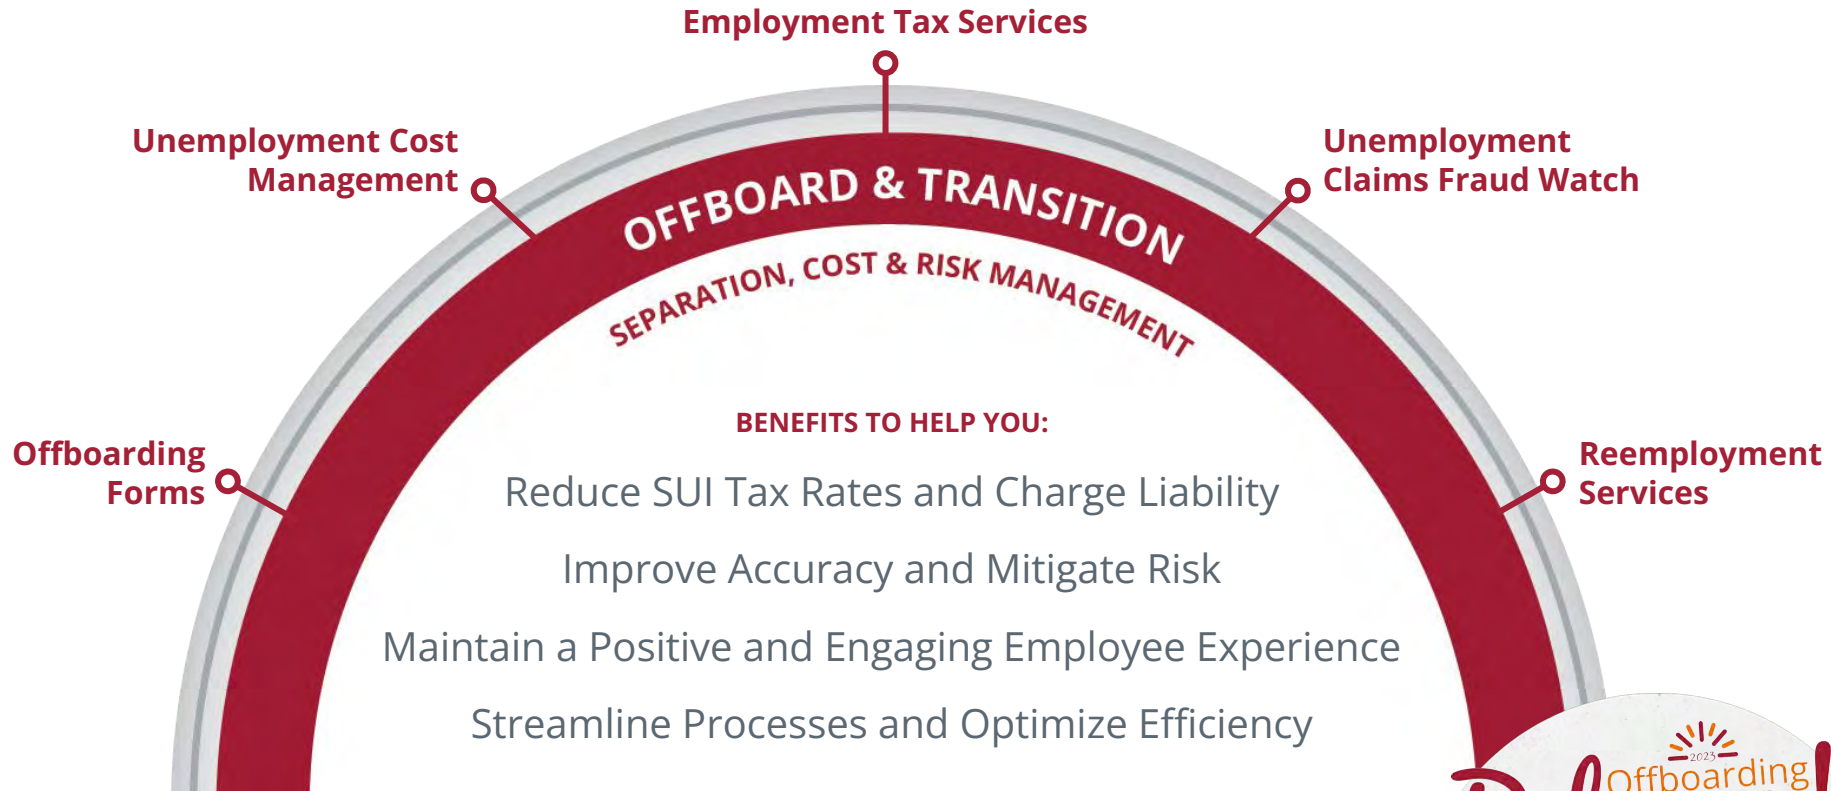 Employment Tax Services
Unemployment Cost
Management
Unemployment
Claims Fraud Watch
OFFBOARD & TRANSITION
SEPARATION, COST & RISK MANAGEMENT
Offboarding
Forms
Reemployment
Services
BENEFITS TO HELP YOU:
Reduce SUI Tax Rates and Charge Liability
Improve Accuracy and Mitigate Risk
Maintain a Positive and Engaging Employee Experience
Streamline Processes and Optimize Efficiency
2023
Offboarding